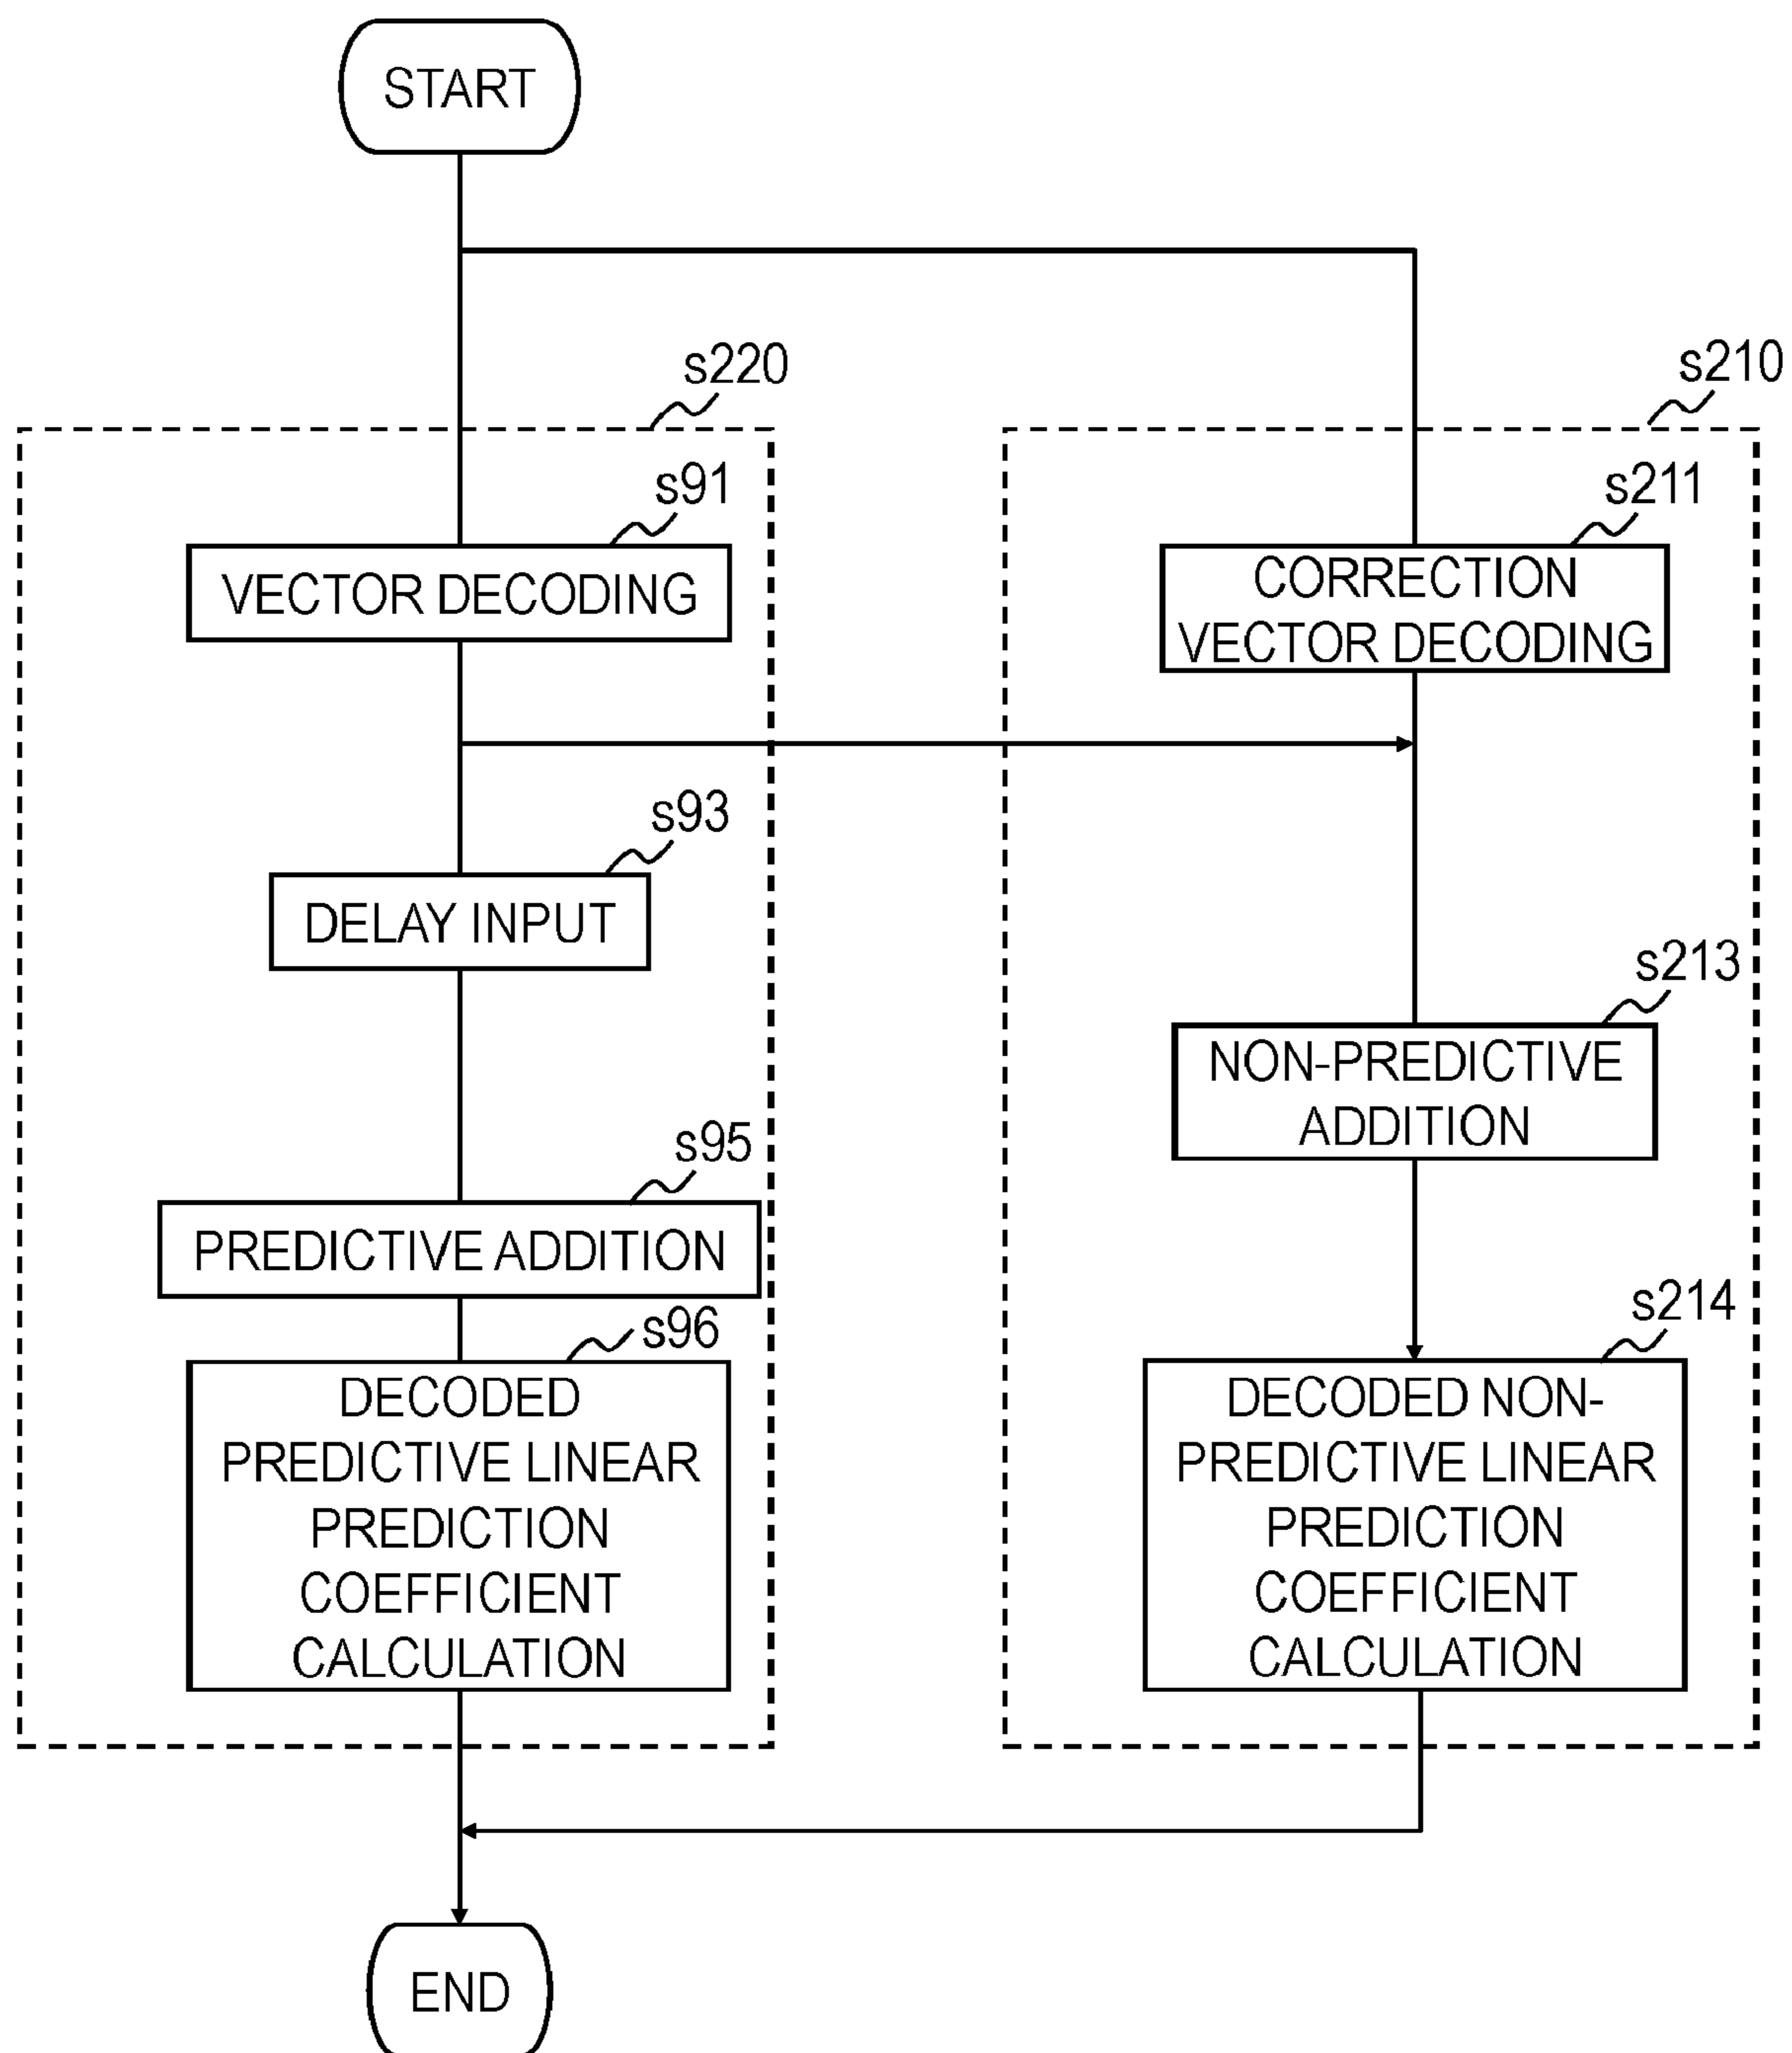 START
s220
s210
s91
VECTOR DECODING
s211
CORRECTION
VECTOR DECODING
s93
DELAY INPUT
s213
NON-PREDICTIVE
ADDITION
s95
PREDICTIVE ADDITION
s96
DECODED
PREDICTIVE LINEAR
PREDICTION
COEFFICIENT
CALCULATION
s214
DECODED NON-
PREDICTIVE LINEAR
PREDICTION
COEFFICIENT
CALCULATION
END